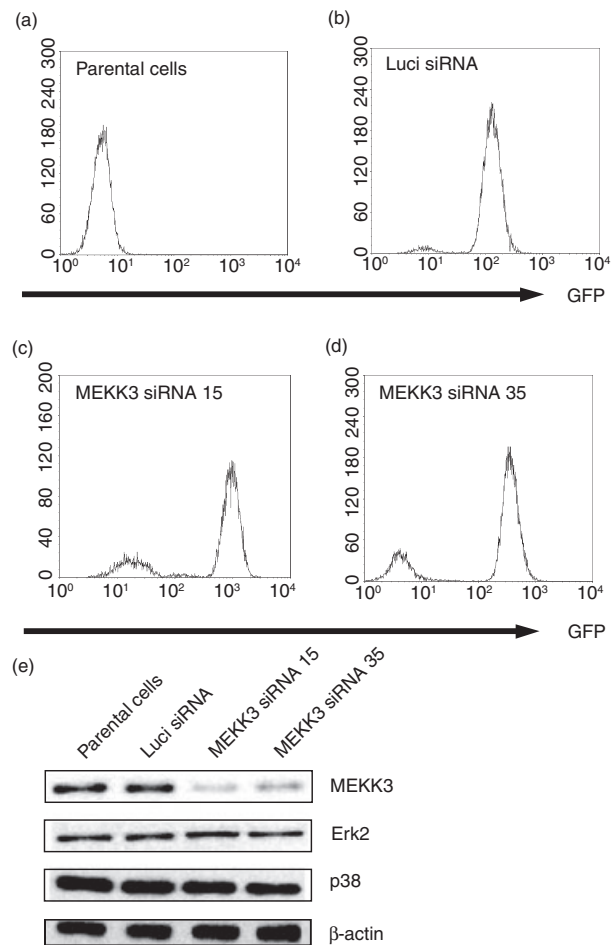 (a)
Parental cells
300
240
180
120
60
0
10⁰
10¹
10²
10³
10⁴
(b)
Luci siRNA
300
240
180
120
60
0
10⁰
10¹
10²
10³
10⁴
GFP
(c)
MEKK3 siRNA 15
200
160
120
80
40
0
10⁰
10¹
10²
10³
10⁴
(d)
MEKK3 siRNA 35
300
240
180
120
60
0
10⁰
10¹
10²
10³
10⁴
GFP
(e)
Parental cells
Luci siRNA
MEKK3 siRNA 15
MEKK3 siRNA 35
MEKK3
Erk2
p38
β-actin